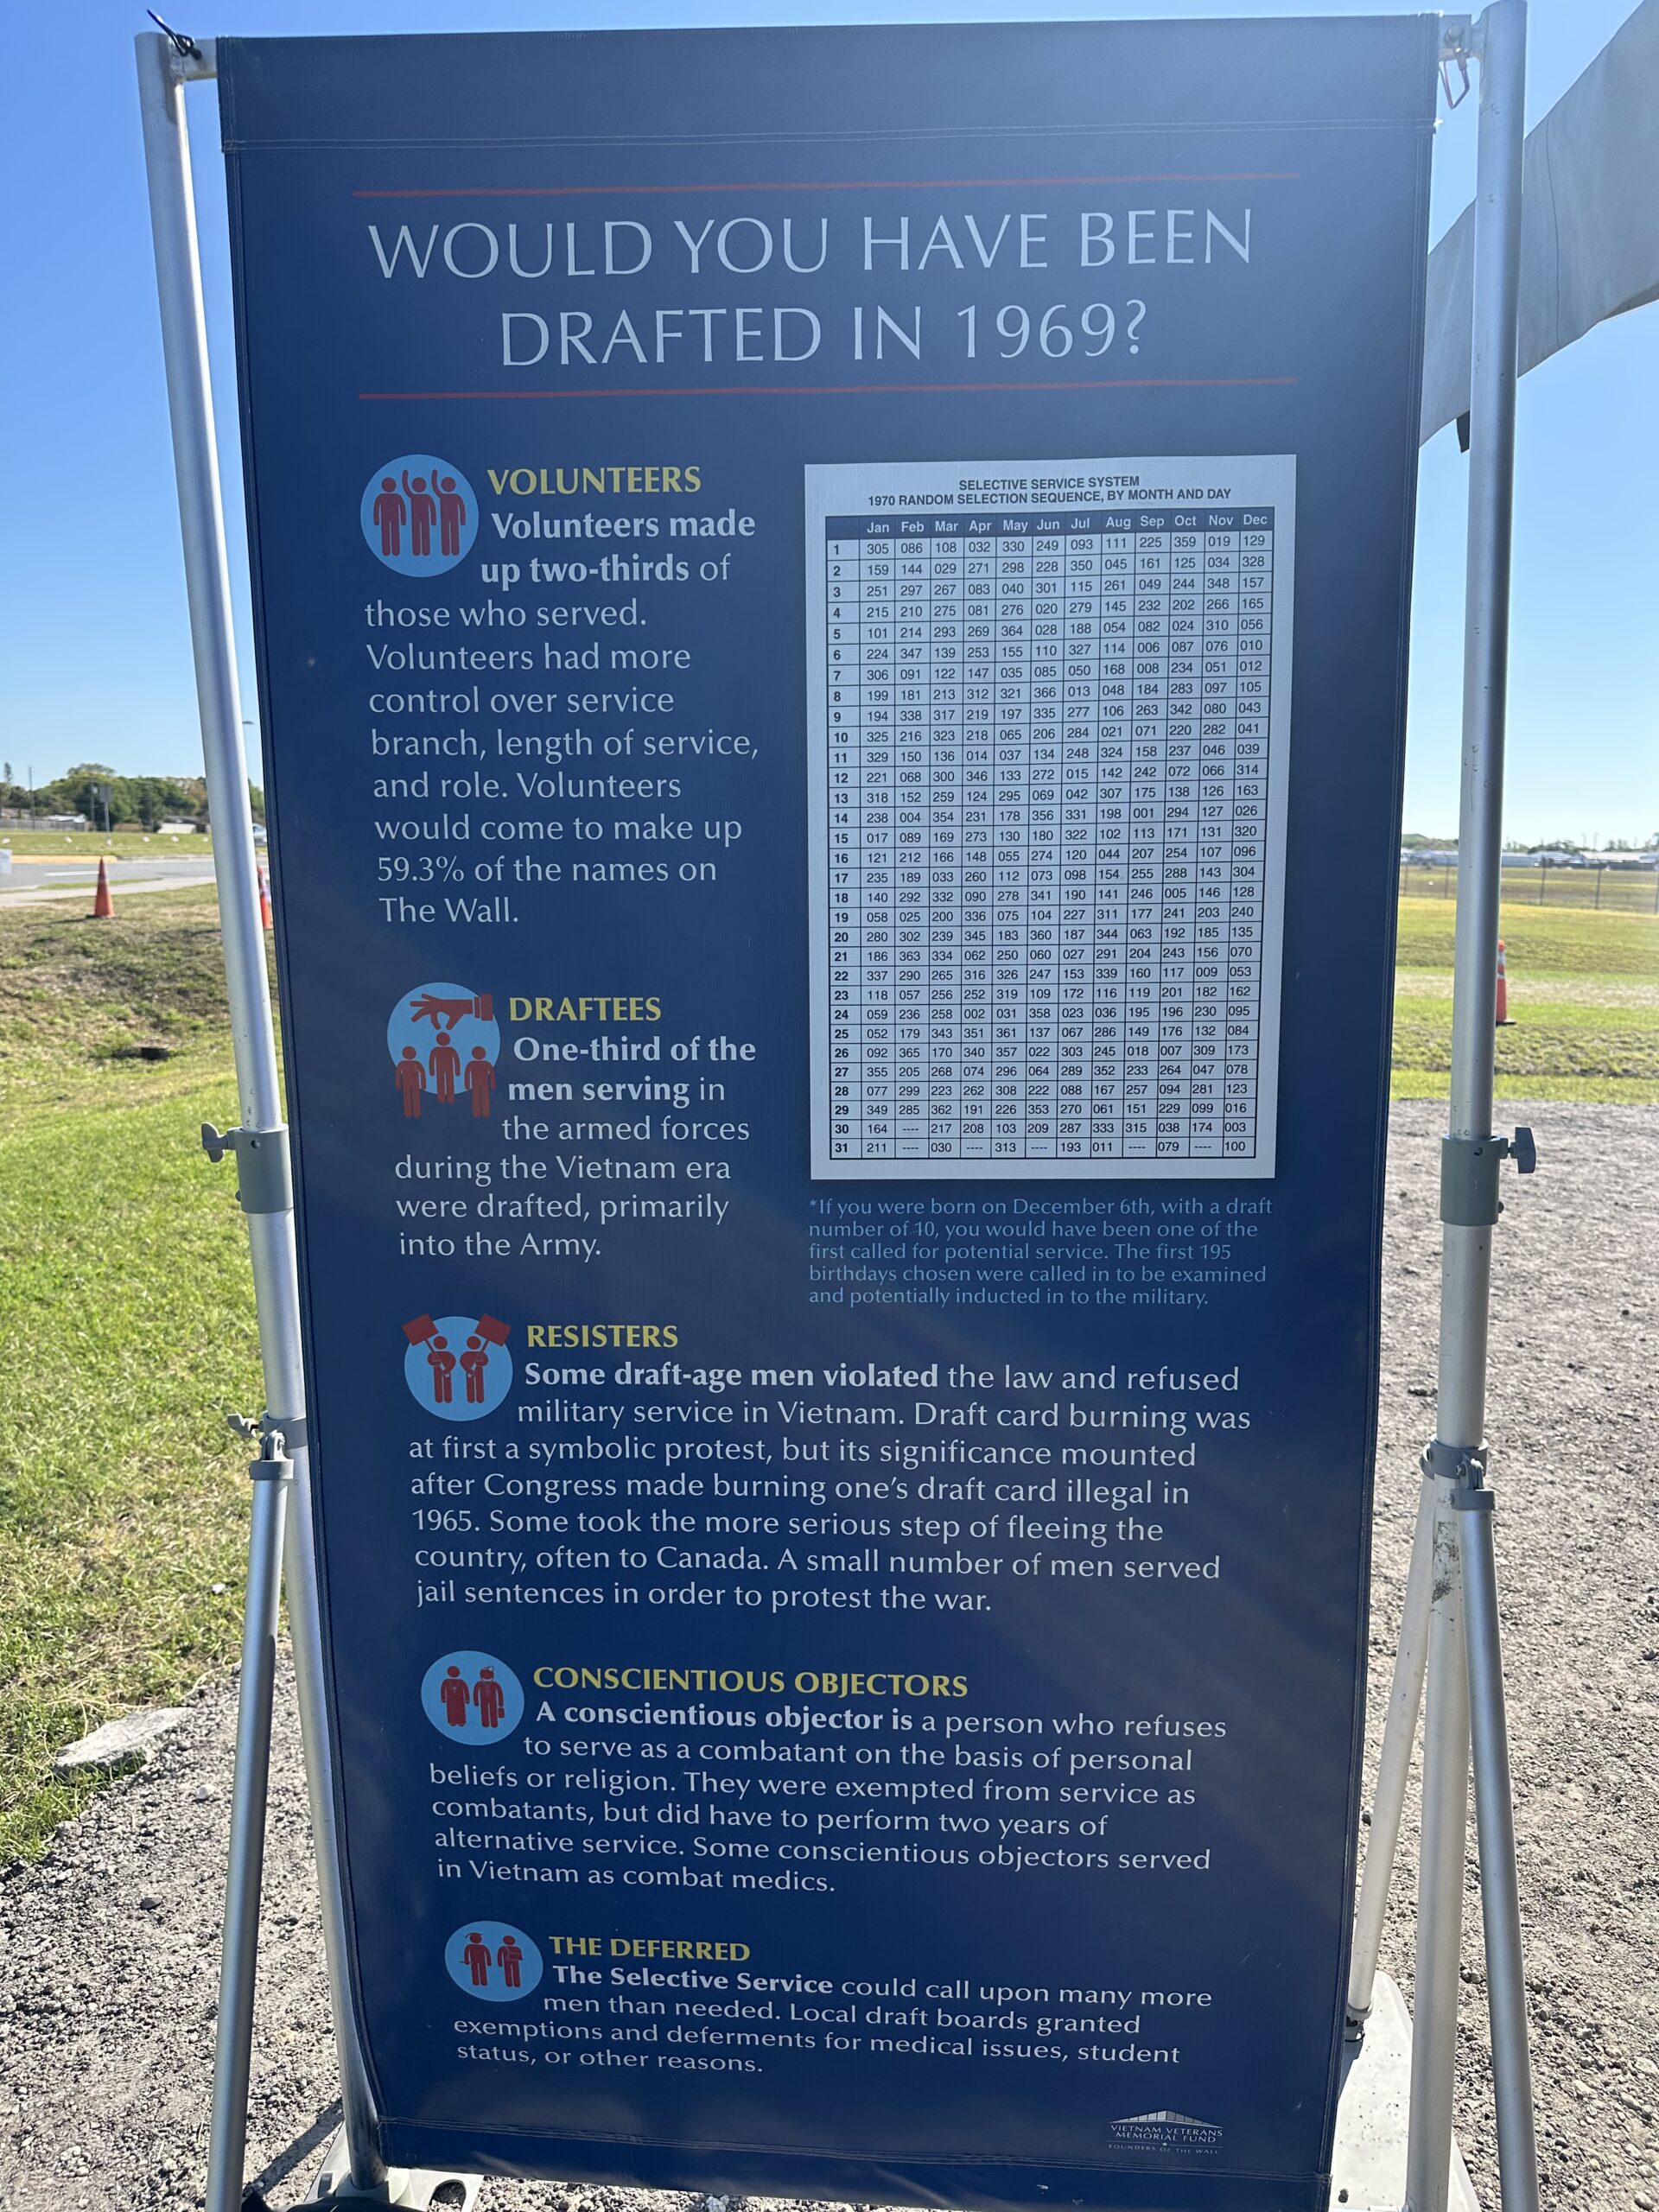 WOULD YOU HAVE BEEN
DRAFTED IN 1969?
VOLUNTEERS
Volunteers made
up two-thirds of
those who served.
Volunteers had more
control over service
branch, length of service,
and role. Volunteers
would come to make up
59.3% of the names on
The Wall.
DRAFTEES
One-third of the
men serving in
the armed forces
during the Vietnam era
were drafted, primarily
into the Army.
SELECTIVE SERVICE SYSTEM
1970 RANDOM SELECTION SEQUENCE, BY MONTH AND DAY
Jan Feb Mar Apr May Jun Jul Aug Sep Oct Nov Dec
1 305 086 108 032 330 249 093 111 225 359 019 129
2 159 144 029 271 298 228 350 045 161 125 034 328
3 251 297 267 083 040 301 115 261 049 244 348 157
4 215 210 275 081 276 020 279 145 232 202 266 165
5 101 214 293 269 364 028 188 054 082 024 310 056
6 224 347 139 253 155 110 327 114 006 087 076 010
7 306 091 122 147 035 085 050 168 008 234 051 012
8 199 181 213 312 321 366 013 048 184 283 097 105
9 194 338 317 219 197 335 277 106 263 342 080 043
10 325 216 323 218 065 206 284 021 071 220 282 041
11 329 150 136 014 037 134 248 324 158 237 046 039
12 221 068 300 346 133 272 015 142 242 072 066 314
13 318 152 259 124 295 069 042 307 175 138 126 163
14 238 004 354 231 178 356 331 198 001 294 127 026
15 017 089 169 273 130 180 322 102 113 171 131 320
16 121 212 166 148 055 274 120 044 207 254 107 096
17 235 189 033 260 112 073 098 154 255 288 143 304
18 140 292 332 090 278 341 190 141 246 005 146 128
19 058 025 200 336 075 104 227 311 177 241 203 240
20 280 302 239 345 183 360 187 344 063 192 185 135
21 186 363 334 062 250 060 027 291 204 243 156 070
22 337 290 265 316 326 247 153 339 160 117 009 053
23 118 057 256 252 319 109 172 116 119 201 182 162
24 059 236 258 002 031 358 023 036 195 196 230 095
25 052 179 343 351 361 137 067 286 149 176 132 084
26 092 365 170 340 357 022 303 245 018 007 309 173
27 355 205 268 074 296 064 289 352 233 264 047 078
28 077 299 223 262 308 222 088 167 257 094 281 123
29 349 285 362 191 226 353 270 061 151 229 099 016
30 164 ---- 217 208 103 209 287 333 315 038 174 003
31 211 ---- 030 ---- 313 ---- 193 011 ---- 079 ---- 100
*If you were born on December 6th, with a draft
number of 10, you would have been one of the
first called for potential service. The first 195
birthdays chosen were called in to be examined
and potentially inducted in to the military.
RESISTERS
Some draft-age men violated the law and refused
military service in Vietnam. Draft card burning was
at first a symbolic protest, but its significance mounted
after Congress made burning one's draft card illegal in
1965. Some took the more serious step of fleeing the
country, often to Canada. A small number of men served
jail sentences in order to protest the war.
CONSCIENTIOUS OBJECTORS
A conscientious objector is a person who refuses
to serve as a combatant on the basis of personal
beliefs or religion. They were exempted from service as
combatants, but did have to perform two years of
alternative service. Some conscientious objectors served
in Vietnam as combat medics.
THE DEFERRED
The Selective Service could call upon many more
men than needed. Local draft boards granted
exemptions and deferments for medical issues, student
status, or other reasons.
VIETNAM VETERANS
MEMORIAL FUND
FOUNDERS OF THE WALL